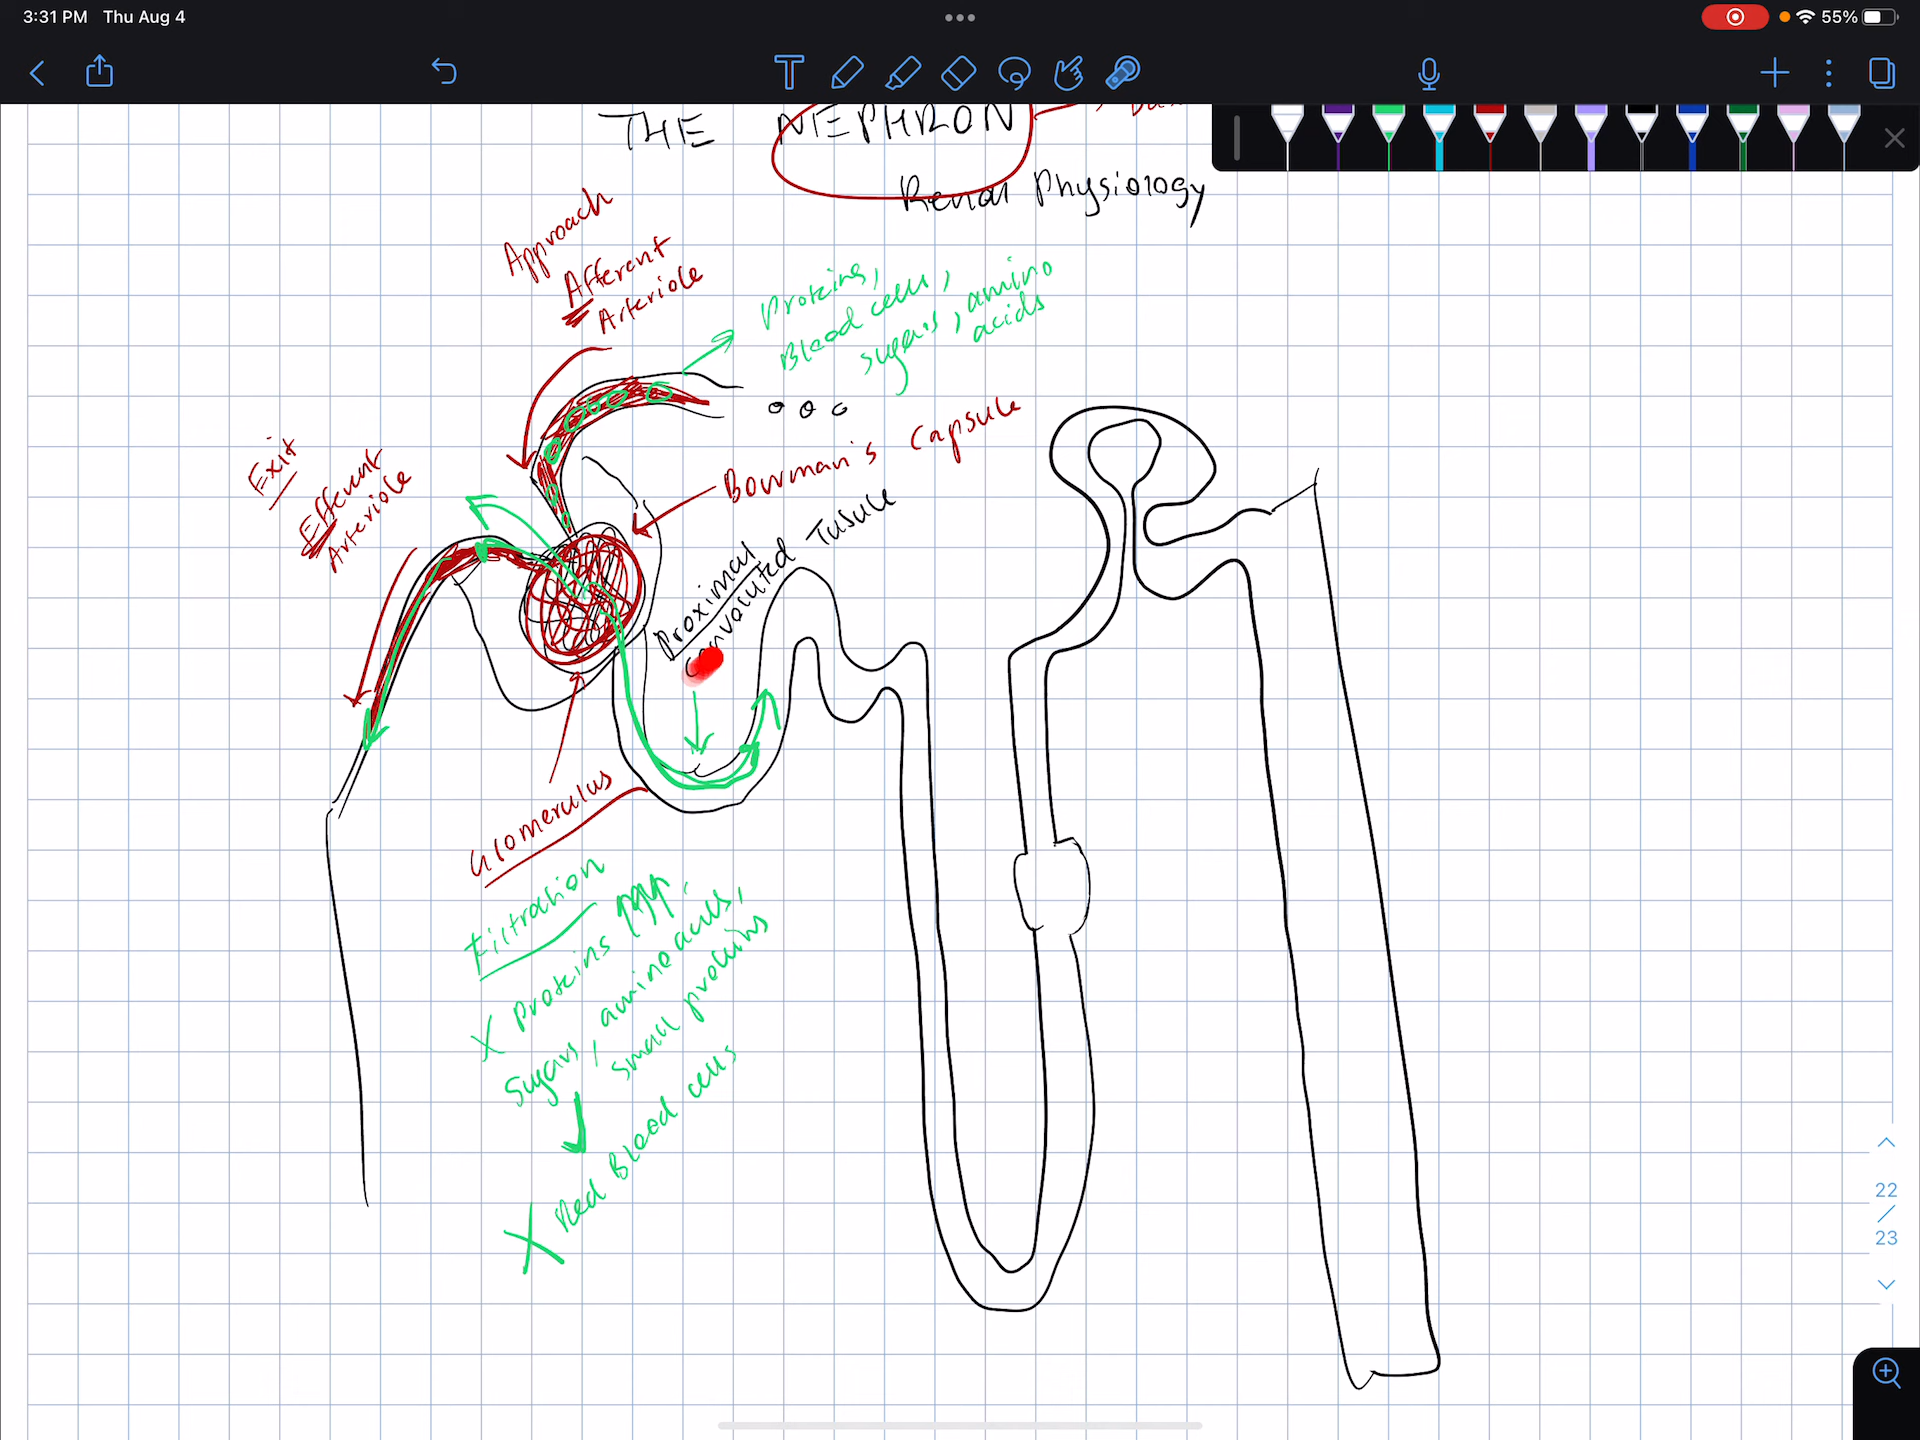 3:31 PM Thu Aug 4
55%
THE NEPHRON
Renal Physiology
Approach
Afferent
Arteriole
Proteins,
Blood cells, amino
sugars, acids
Exit
Efferent
Arteriole
Bowman's Capsule
Proximal
Convoluted Tubule
Glomerulus
Filtration
X Proteins
Sugars, amino acids,
small proteins
X Red Blood cells
22
/
23